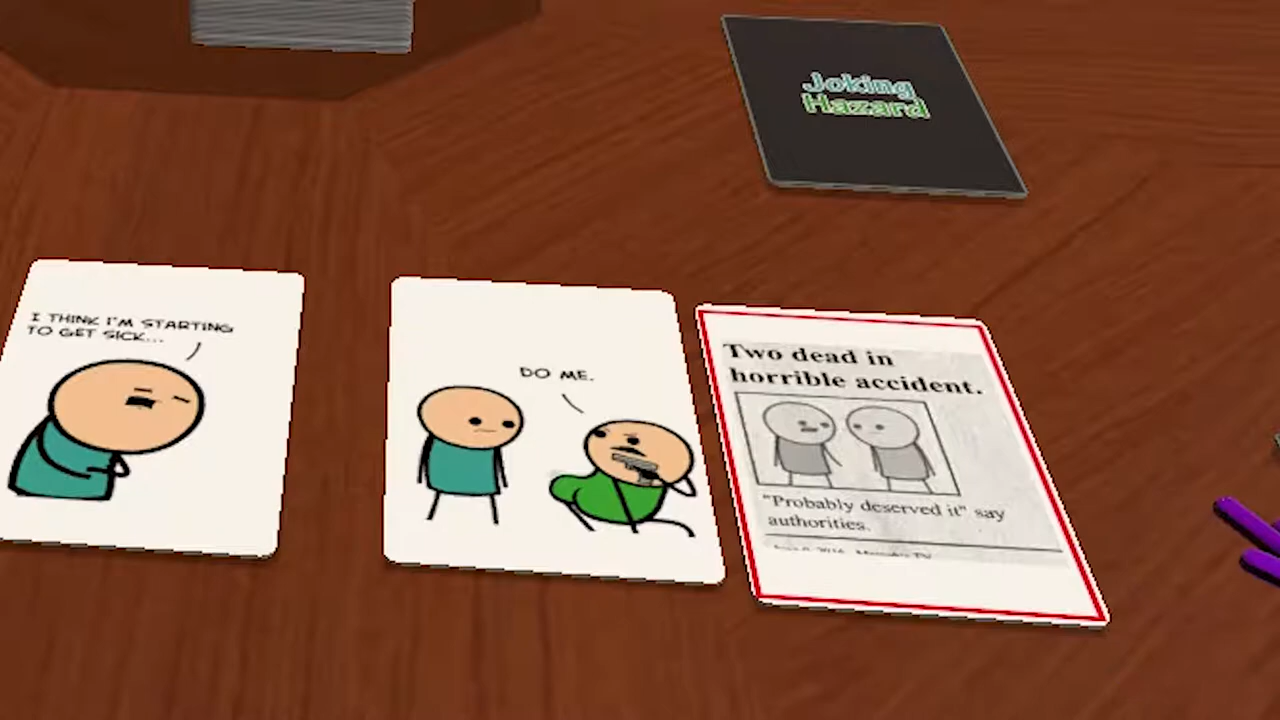 Joking
Hazard
I THINK I'M STARTING
TO GET SICK...
DO ME.
Two dead in
horrible accident.
"Probably deserved it" say
authorities.